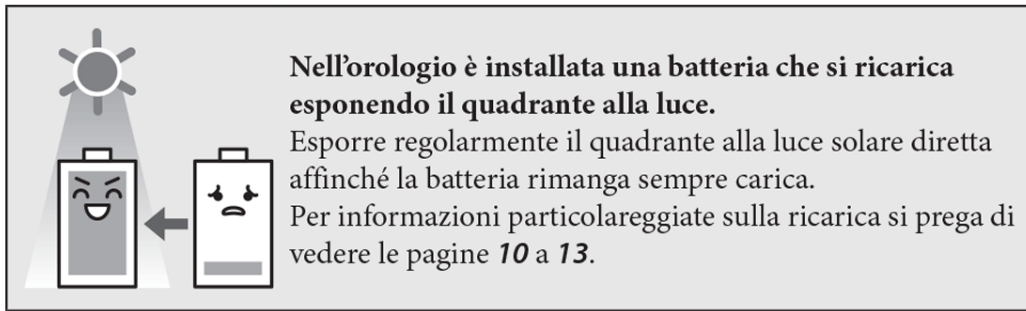 Nell’orologio è installata una batteria che si ricarica
esponendo il quadrante alla luce.
Esporre regolarmente il quadrante alla luce solare diretta
affinché la batteria rimanga sempre carica.
Per informazioni particolareggiate sulla ricarica si prega di
vedere le pagine 10 a 13.